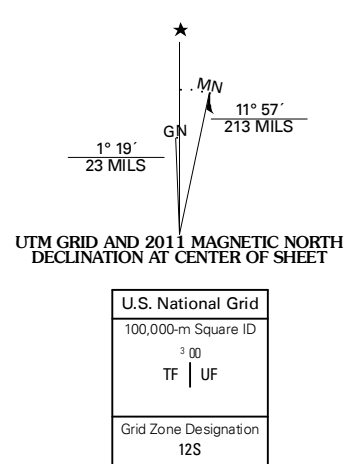 ★
MN
GN
11° 57´
213 MILS
1° 19´
23 MILS
UTM GRID AND 2011 MAGNETIC NORTH
DECLINATION AT CENTER OF SHEET
U.S. National Grid
100,000-m Square ID
3 00
TF | UF
Grid Zone Designation
12S